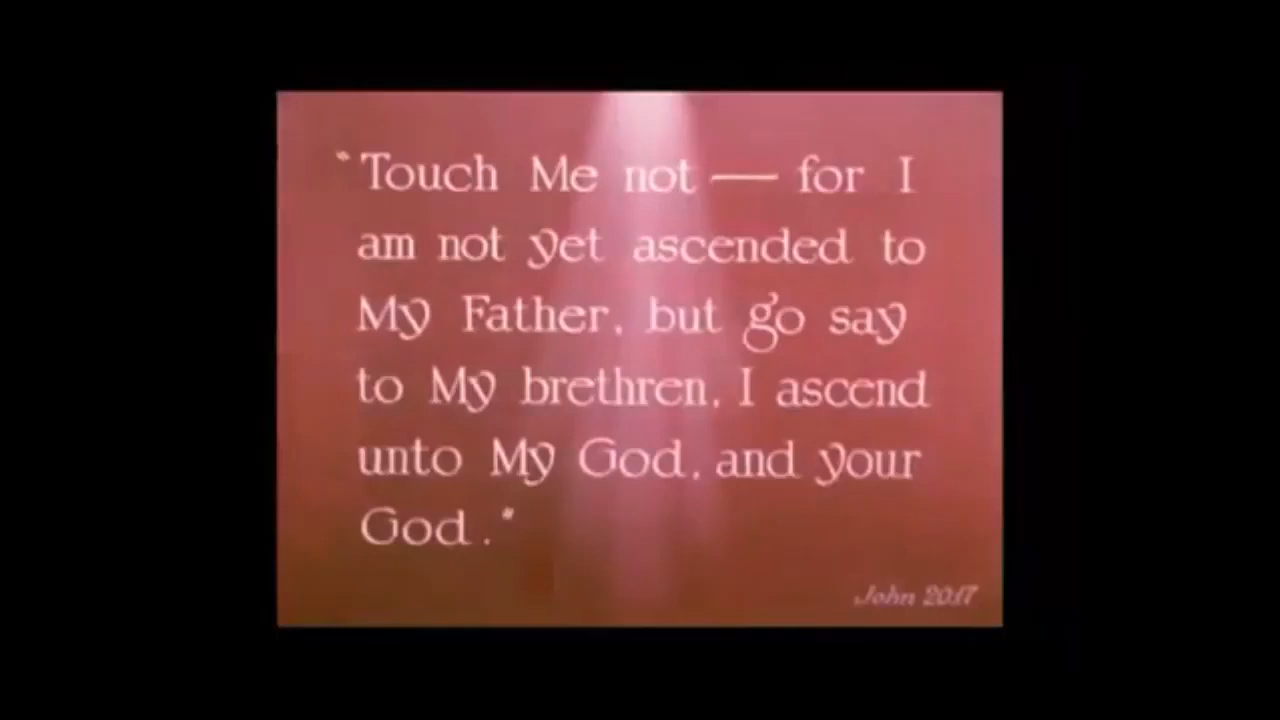 "Touch Me not — for I
am not yet ascended to
My Father, but go say
to My brethren, I ascend
unto My God, and your
God."
John 20:17